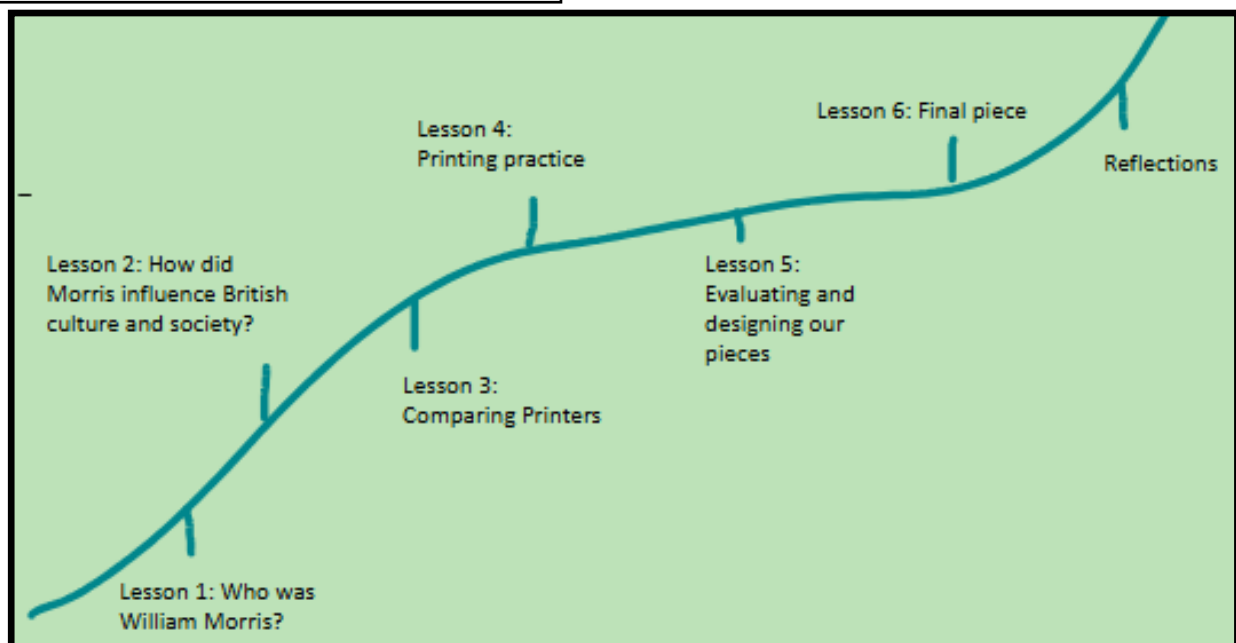 Lesson 1: Who was
William Morris?
Lesson 2: How did
Morris influence British
culture and society?
Lesson 3:
Comparing Printers
Lesson 4:
Printing practice
Lesson 5:
Evaluating and
designing our
pieces
Lesson 6: Final piece
Reflections